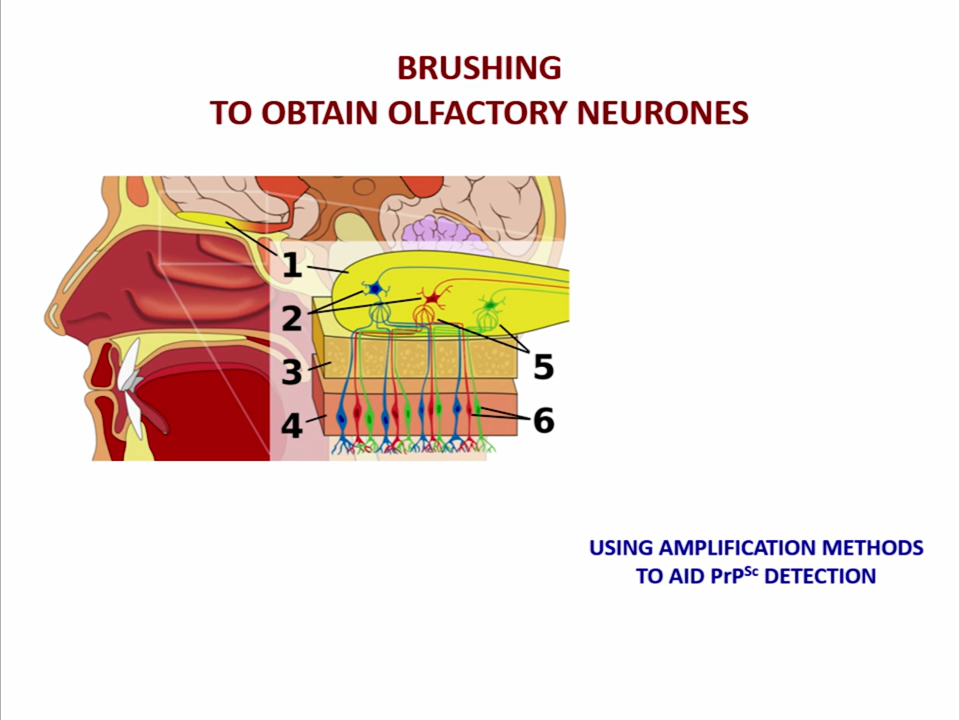 BRUSHING
TO OBTAIN OLFACTORY NEURONES
1
2
3
4
5
6
USING AMPLIFICATION METHODS
TO AID PrPSc DETECTION